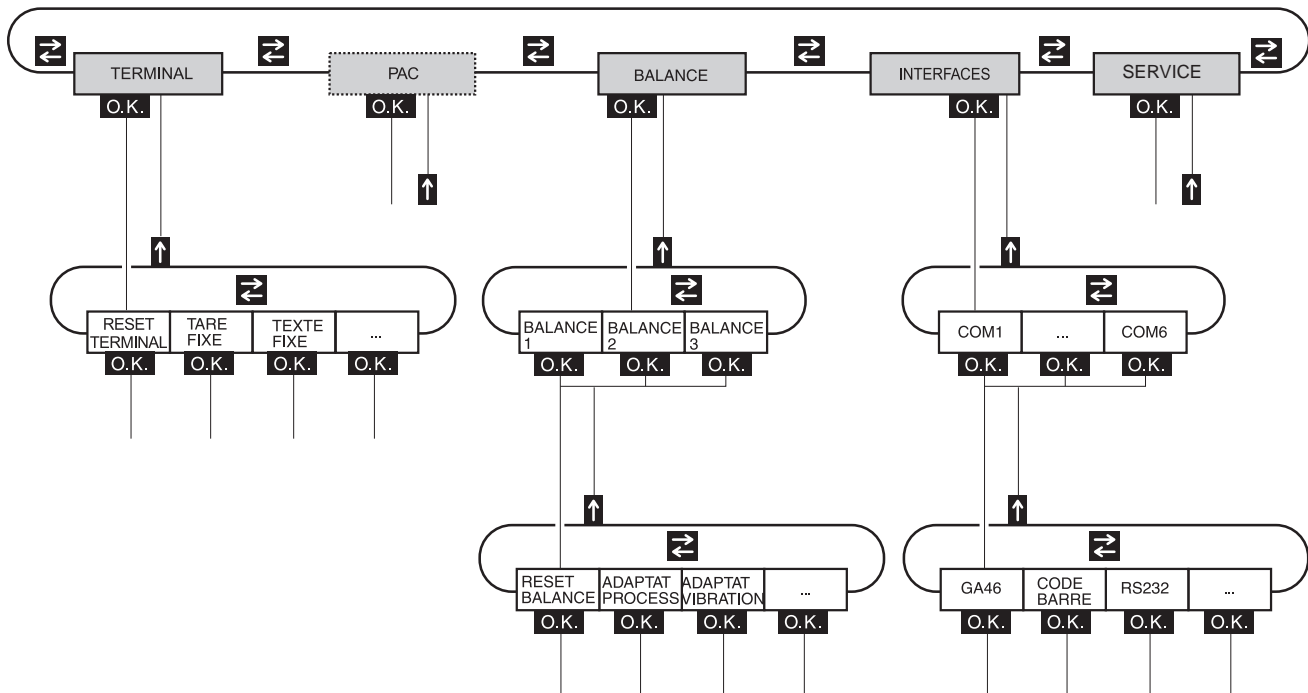 TERMINAL PAC BALANCE INTERFACES SERVICE
O.K. O.K. O.K. O.K. O.K.
RESET TERMINAL TARE FIXE TEXTE FIXE ...
O.K. O.K. O.K. O.K.
BALANCE 1 BALANCE 2 BALANCE 3
O.K. O.K. O.K.
COM1 ... COM6
O.K. O.K. O.K.
RESET BALANCE ADAPTAT PROCESS ADAPTAT VIBRATION ...
O.K. O.K. O.K. O.K.
GA46 CODE BARRE RS232 ...
O.K. O.K. O.K. O.K.